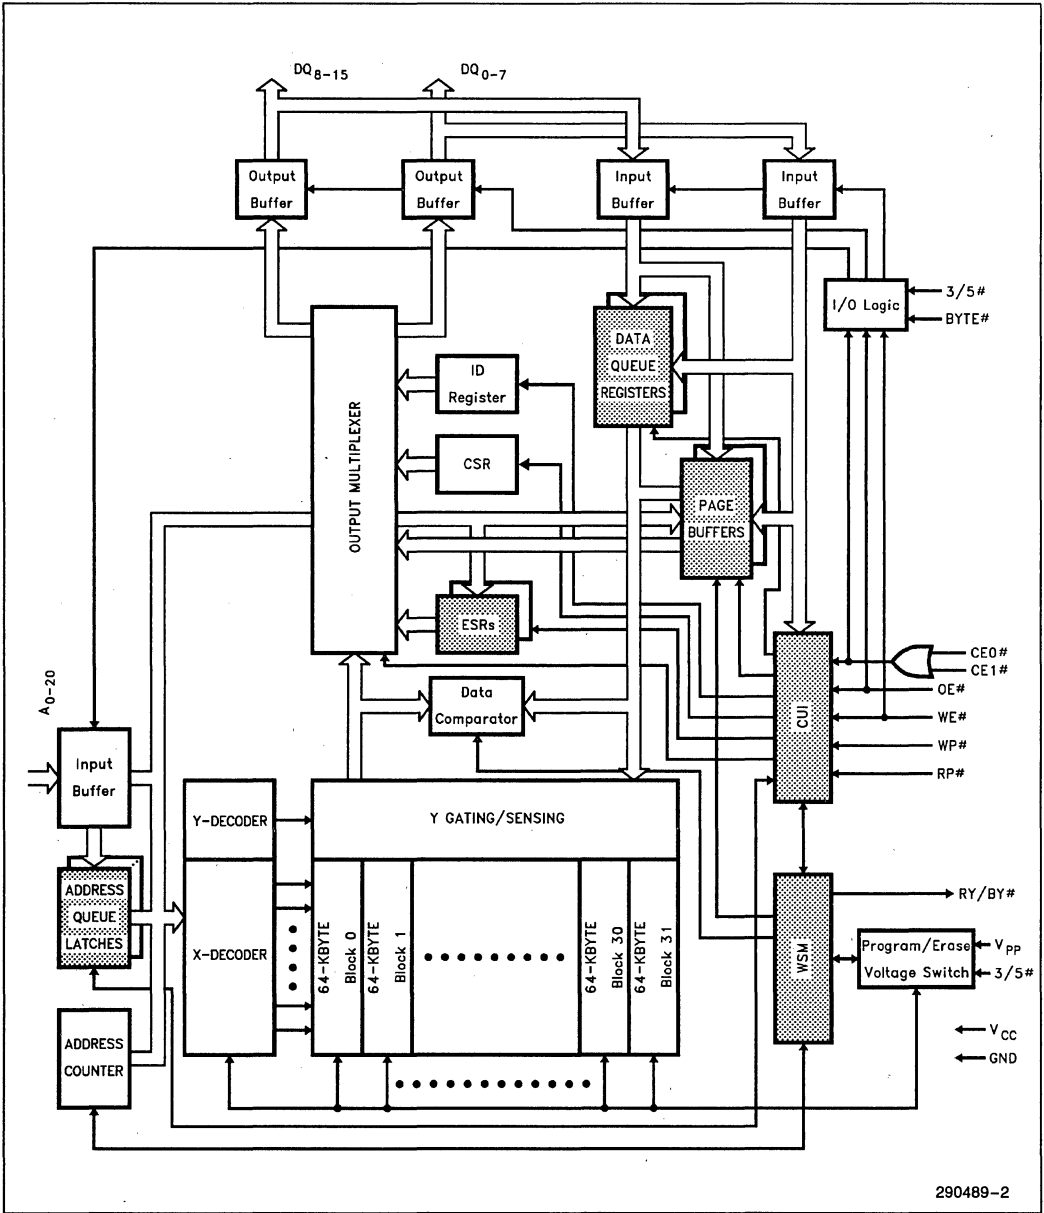 DQ8-15
DQ0-7
Output
Buffer
Output
Buffer
Input
Buffer
Input
Buffer
I/O Logic
3/5#
BYTE#
DATA
QUEUE
REGISTERS
OUTPUT MULTIPLEXER
ID
Register
CSR
PAGE
BUFFERS
ESRs
CE0#
CE1#
OE#
WE#
WP#
RP#
CUI
Data
Comparator
A0-20
Input
Buffer
Y-DECODER
Y GATING/SENSING
ADDRESS
QUEUE
LATCHES
X-DECODER
64-KBYTE
Block 0
64-KBYTE
Block 1
64-KBYTE
Block 30
64-KBYTE
Block 31
WSM
RY/BY#
Program/Erase
Voltage Switch
VPP
3/5#
ADDRESS
COUNTER
VCC
GND
290489-2